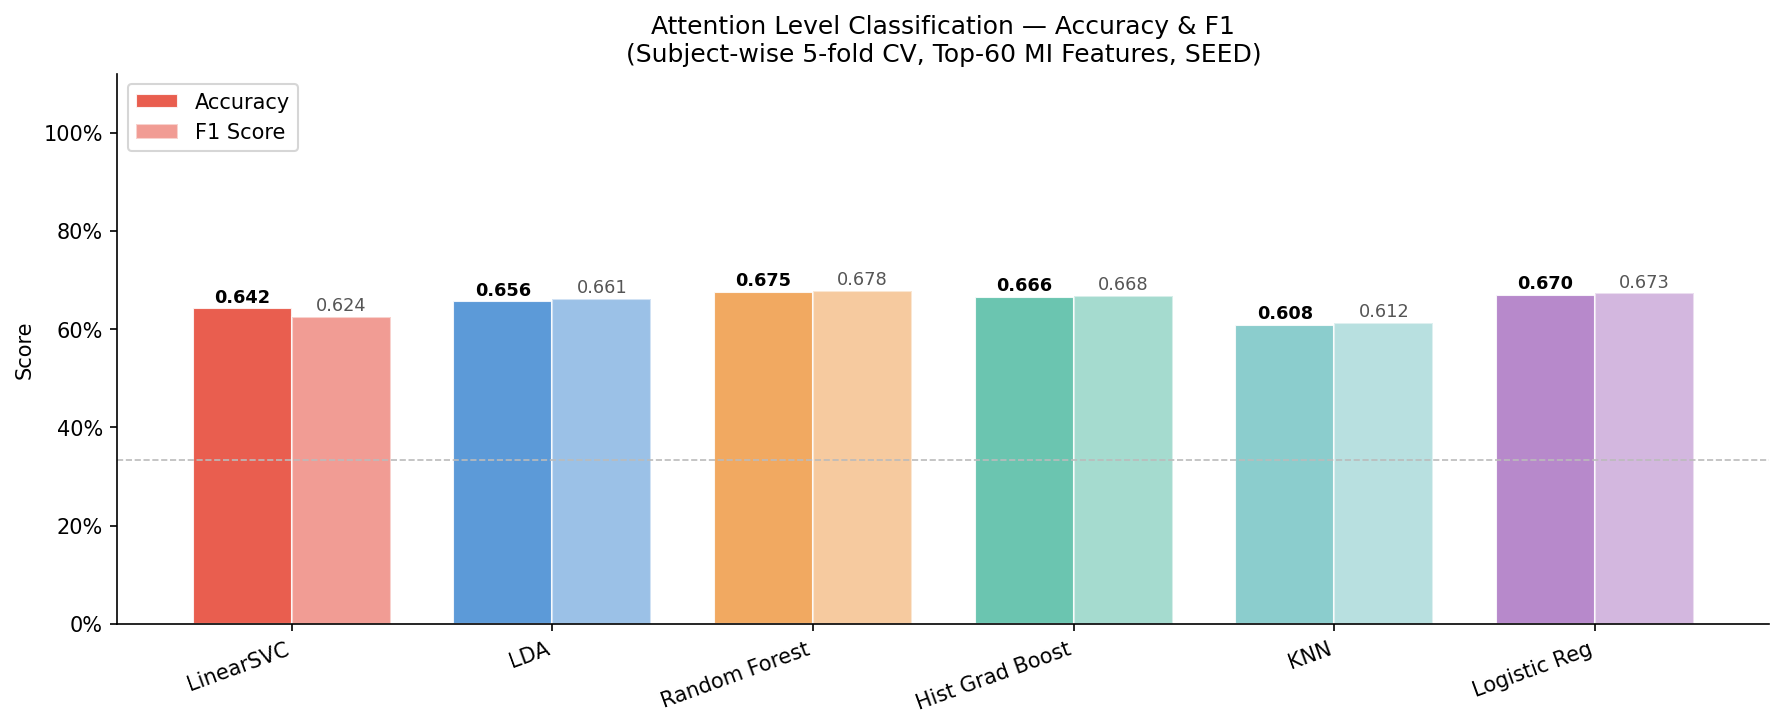 Attention Level Classification — Accuracy & F1
(Subject-wise 5-fold CV, Top-60 MI Features, SEED)
Accuracy
F1 Score
Score
100%
80%
60%
40%
20%
0%
0.642
0.624
0.656
0.661
0.675
0.678
0.666
0.668
0.608
0.612
0.670
0.673
LinearSVC
LDA
Random Forest
Hist Grad Boost
KNN
Logistic Reg